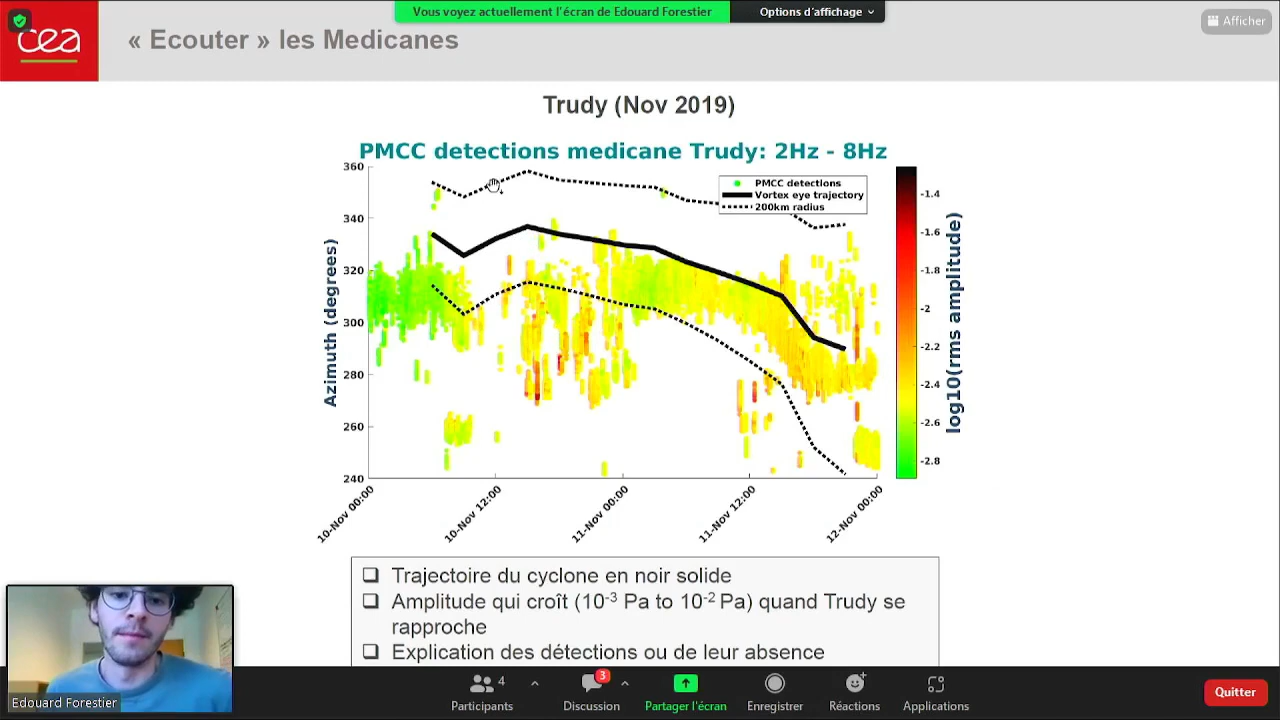 Vous voyez actuellement l'écran de Edouard Forestier
Options d'affichage
Afficher
cea
« Ecouter » les Medicanes
Trudy (Nov 2019)
PMCC detections medicane Trudy: 2Hz - 8Hz
PMCC detections
Vortex eye trajectory
200km radius
Azimuth (degrees)
360
340
320
300
280
260
240
10-Nov 00:00
10-Nov 12:00
11-Nov 00:00
11-Nov 12:00
12-Nov 00:00
-1.4
-1.6
-1.8
-2
-2.2
-2.4
-2.6
-2.8
log10(rms amplitude)
Trajectoire du cyclone en noir solide
Amplitude qui croît (10-3 Pa to 10-2 Pa) quand Trudy se
rapproche
Explication des détections ou de leur absence
Edouard Forestier
4
Participants
3
Discussion
Partager l'écran
Enregistrer
Réactions
Applications
Quitter